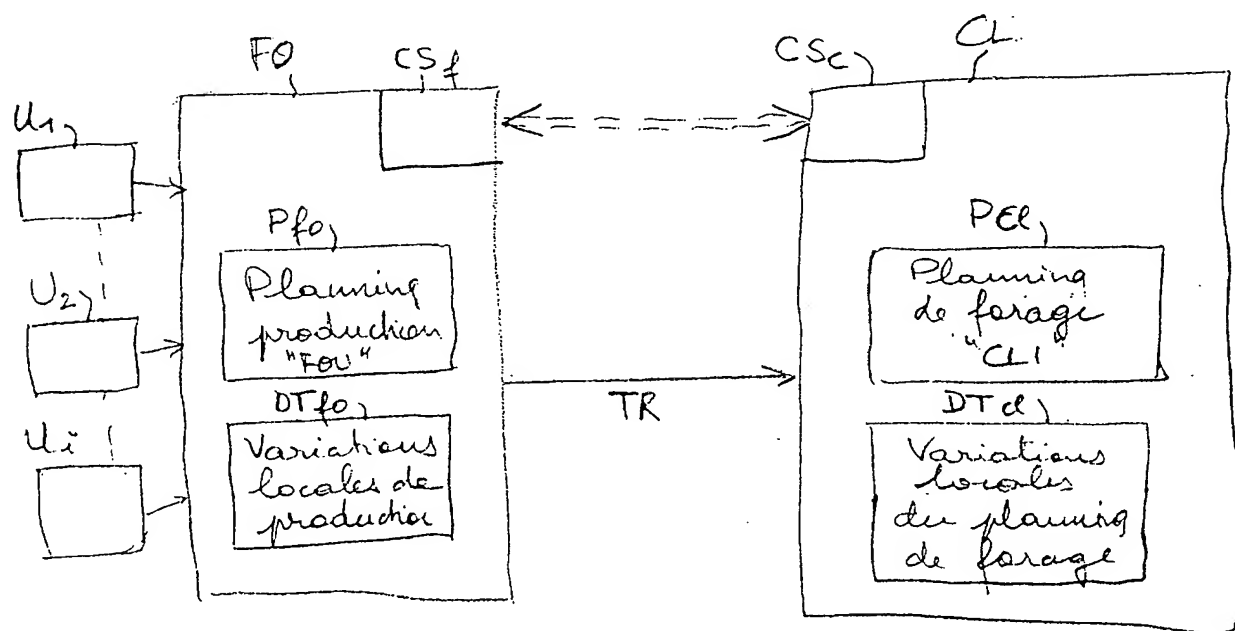 FO CSf
CSc CL
U1
Pfo
Planning
production
"FOU"
U2
DTfo
Variations
locales de
production
Ui
TR
PCl
Planning
de forage
"CLI"
DTcl
Variations
locales
du planning
de forage